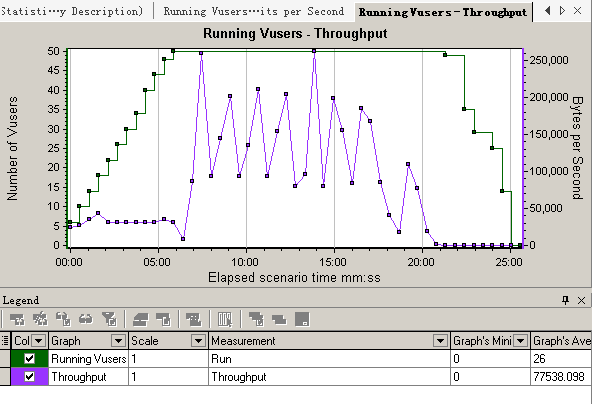 Statisti···y Description)
Running Vusers···its per Second
Running Vusers - Throughput
Running Vusers - Throughput
Number of Vusers
50
45
40
35
30
25
20
15
10
5
0
250,000
200,000
150,000
100,000
50,000
0
Bytes per Second
00:00 05:00 10:00 15:00 20:00 25:00
Elapsed scenario time mm:ss
Legend
Col Graph Scale Measurement Graph's Mini Graph's Ave
Running Vusers 1 Run 0 26
Throughput 1 Throughput 0 77538.098